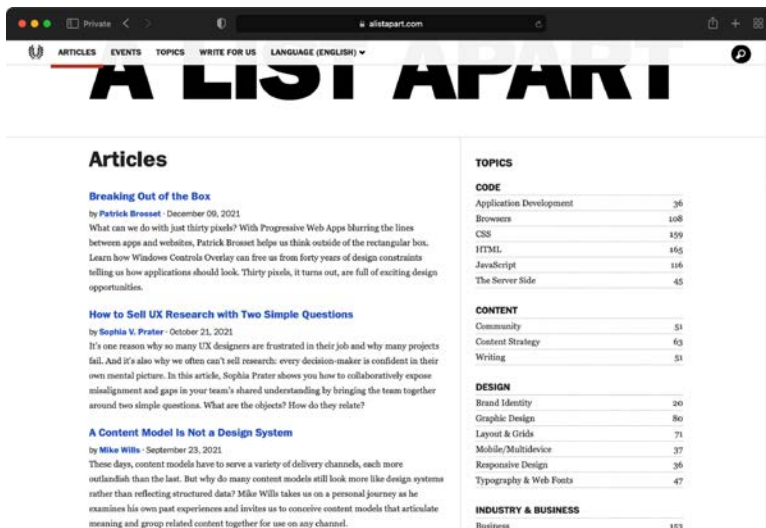 Private
alistapart.com
ARTICLES EVENTS TOPICS WRITE FOR US LANGUAGE (ENGLISH)
A LIST APART
Articles
Breaking Out of the Box
by Patrick Brosset · December 09, 2021
What can we do with just thirty pixels? With Progressive Web Apps blurring the lines
between apps and websites, Patrick Brosset helps us think outside of the rectangular box.
Learn how Windows Controls Overlay can free us from forty years of design constraints
telling us how applications should look. Thirty pixels, it turns out, are full of exciting design
opportunities.
How to Sell UX Research with Two Simple Questions
by Sophia V. Prater · October 21, 2021
It's one reason why so many UX designers are frustrated in their job and why many projects
fail. And it's also why we often can't sell research: every decision-maker is confident in their
own mental picture. In this article, Sophia Prater shows you how to collaboratively expose
misalignment and gaps in your team's shared understanding by bringing the team together
around two simple questions. What are the objects? How do they relate?
A Content Model Is Not a Design System
by Mike Wills · September 23, 2021
These days, content models have to serve a variety of delivery channels, each more
outlandish than the last. But why do many content models still look more like design systems
rather than reflecting structured data? Mike Wills takes us on a personal journey as he
examines his own past experiences and invites us to conceive content models that articulate
meaning and group related content together for use on any channel.
TOPICS
CODE
Application Development 36
Browsers 108
CSS 159
HTML 165
JavaScript 116
The Server Side 45
CONTENT
Community 51
Content Strategy 63
Writing 51
DESIGN
Brand Identity 20
Graphic Design 80
Layout & Grids 71
Mobile/Multidevice 37
Responsive Design 36
Typography & Web Fonts 47
INDUSTRY & BUSINESS
Business 153